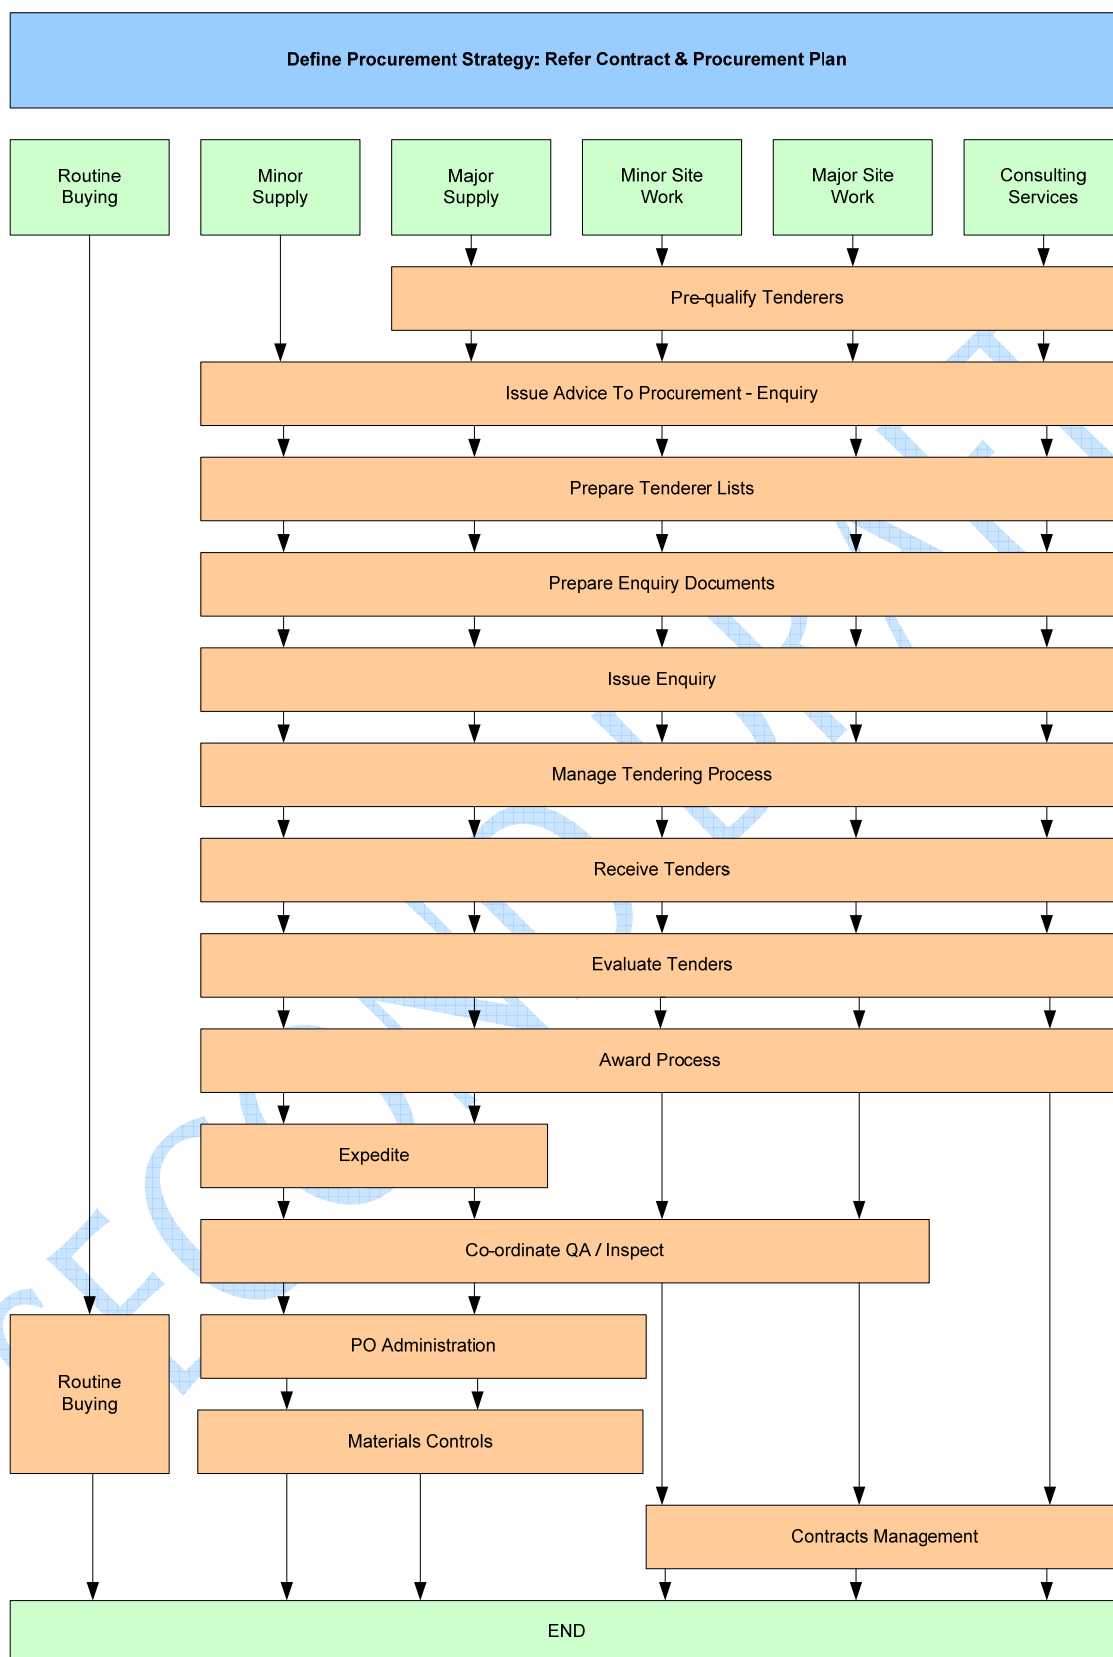 Define Procurement Strategy: Refer Contract & Procurement Plan
Routine
Buying
Minor
Supply
Major
Supply
Minor Site
Work
Major Site
Work
Consulting
Services
Pre-qualify Tenderers
Issue Advice To Procurement - Enquiry
Prepare Tenderer Lists
Prepare Enquiry Documents
Issue Enquiry
Manage Tendering Process
Receive Tenders
Evaluate Tenders
Award Process
Expedite
Co-ordinate QA / Inspect
PO Administration
Routine
Buying
Materials Controls
Contracts Management
END
SECOND DRAFT